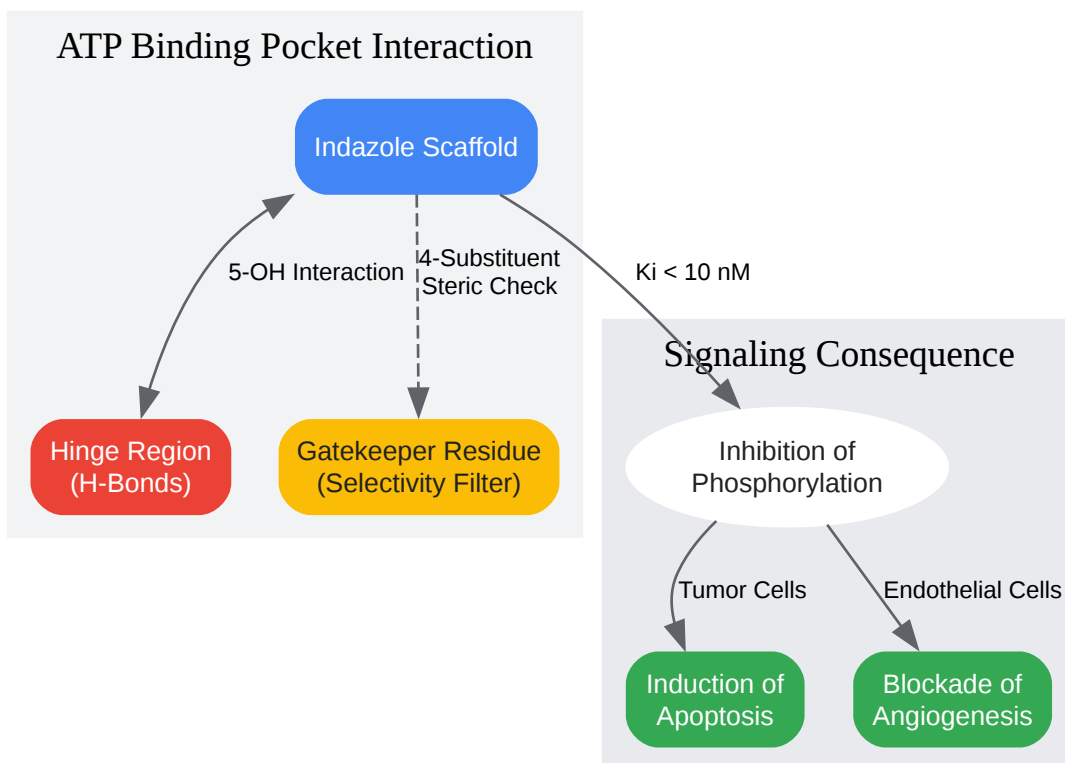 ATP Binding Pocket Interaction
Indazole Scaffold
5-OH Interaction
4-Substituent
Steric Check
Ki < 10 nM
Hinge Region
(H-Bonds)
Gatekeeper Residue
(Selectivity Filter)
Signaling Consequence
Inhibition of
Phosphorylation
Tumor Cells
Endothelial Cells
Induction of
Apoptosis
Blockade of
Angiogenesis